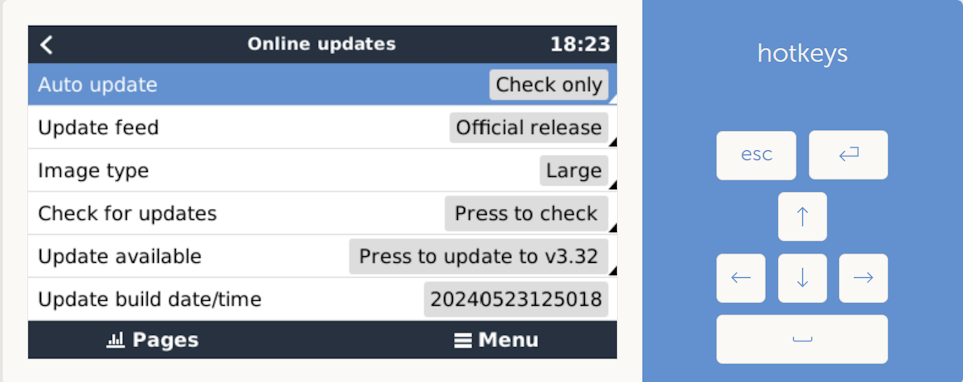 Online updates 18:23
Auto update Check only
Update feed Official release
Image type Large
Check for updates Press to check
Update available Press to update to v3.32
Update build date/time 20240523125018
Pages Menu
hotkeys
esc